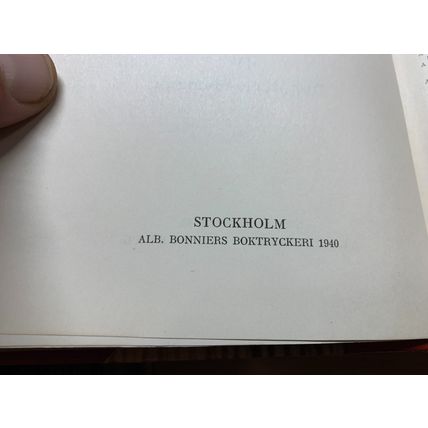 STOCKHOLM
ALB. BONNIERS BOKTRYCKERI 1940